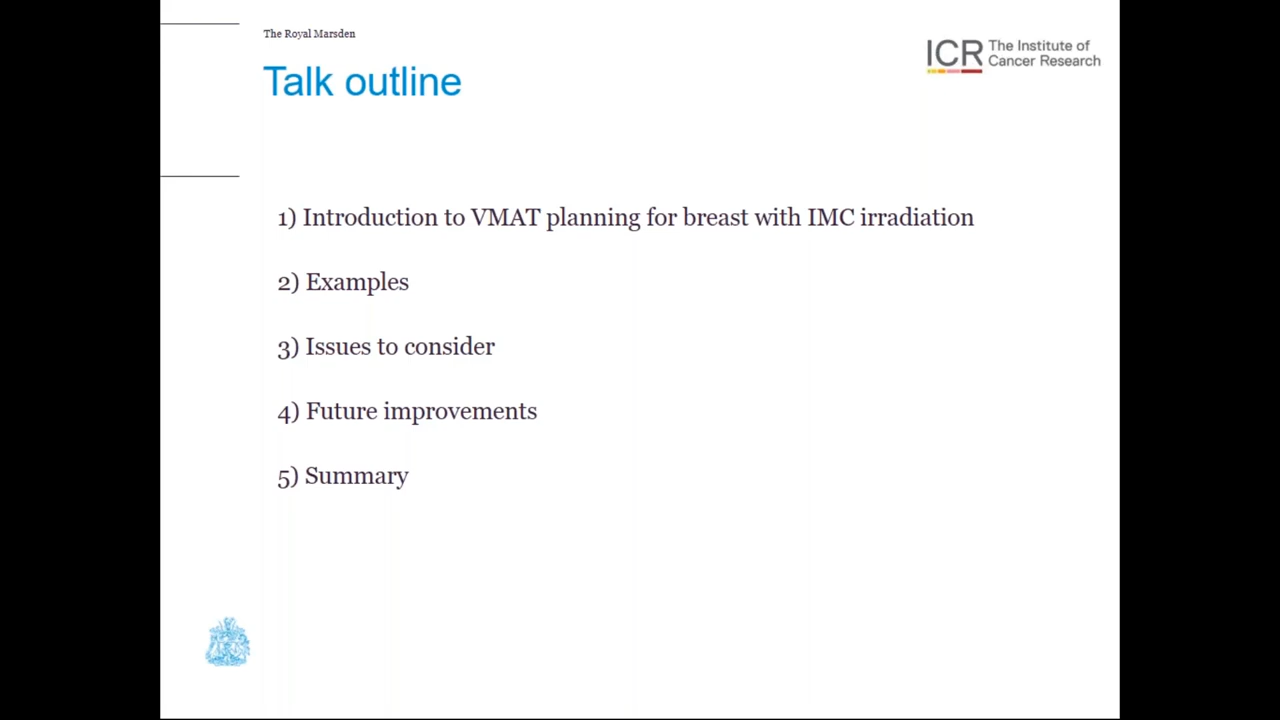 The Royal Marsden
ICR The Institute of
Cancer Research
Talk outline
1) Introduction to VMAT planning for breast with IMC irradiation
2) Examples
3) Issues to consider
4) Future improvements
5) Summary